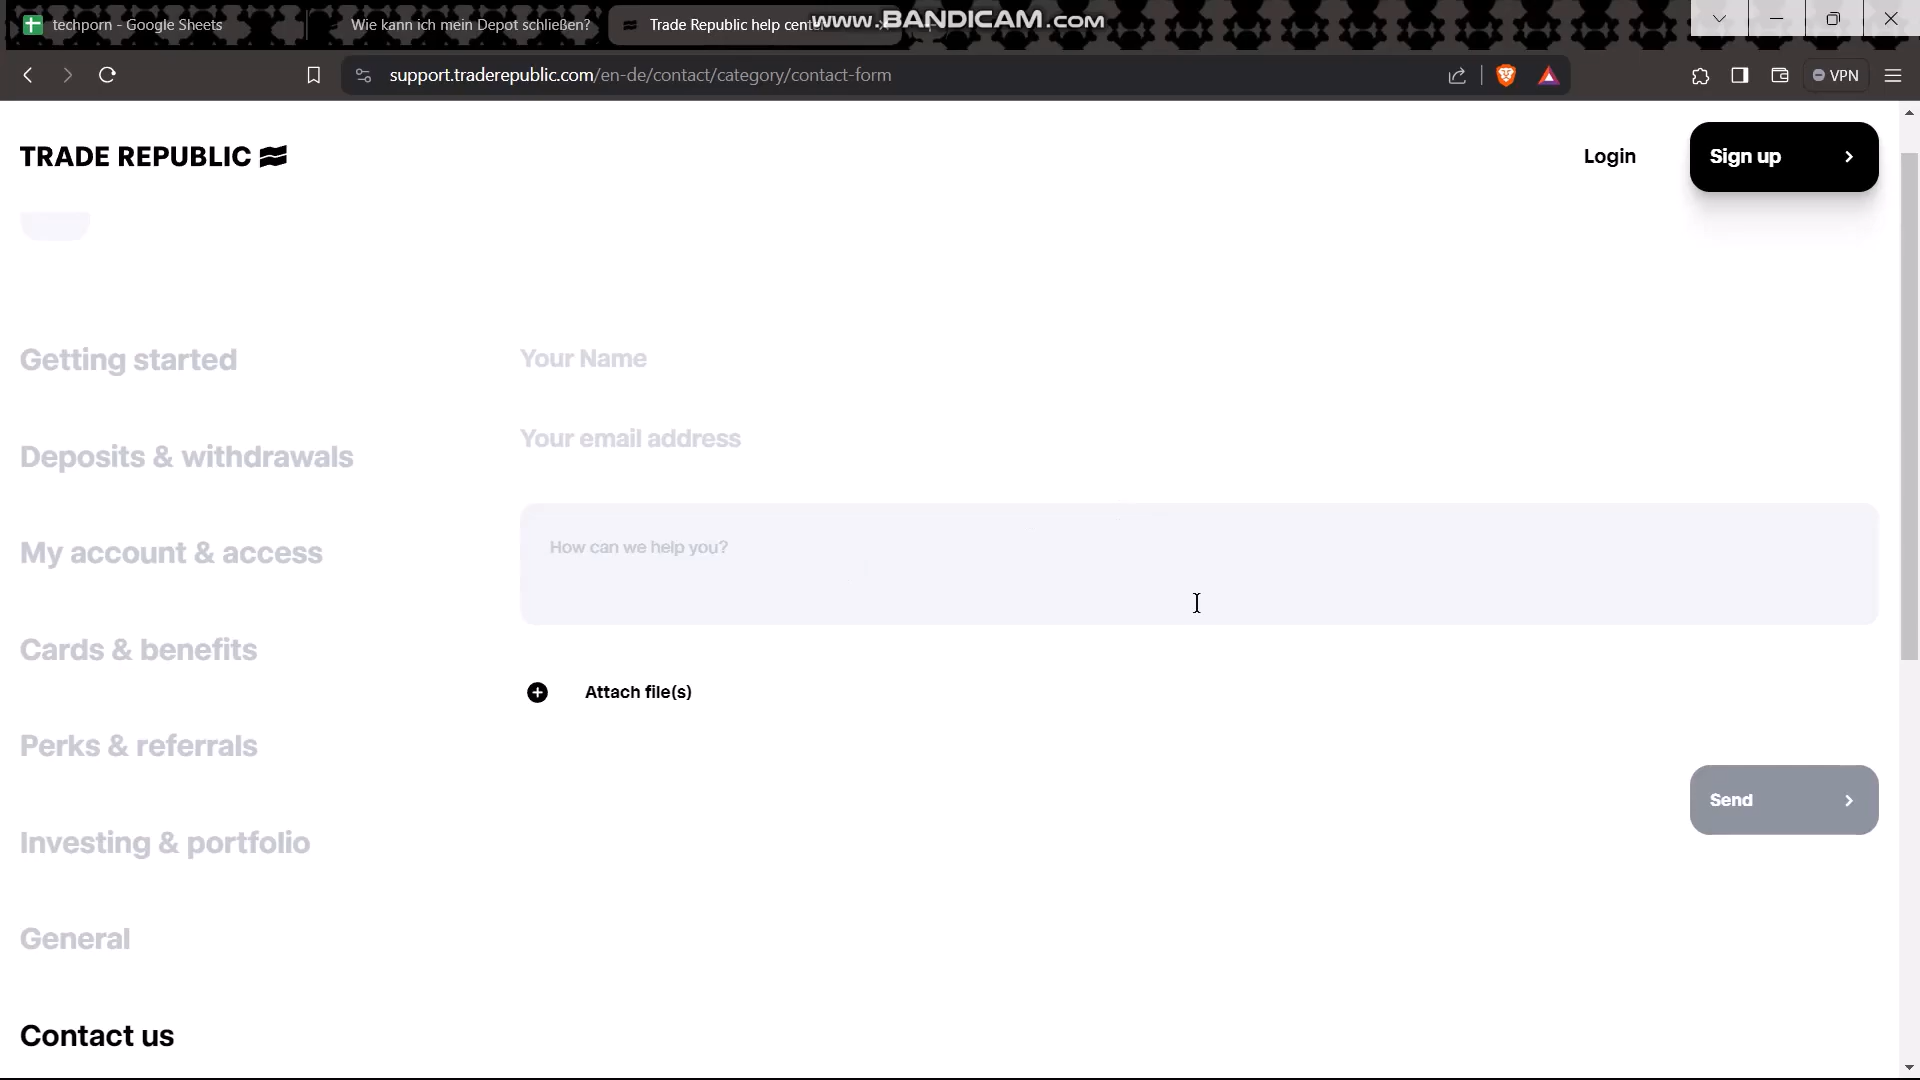 techporn - Google Sheets
Wie kann ich mein Depot schließen?
Trade Republic help cent
www.BANDICAM.com
support.traderepublic.com/en-de/contact/category/contact-form
VPN
TRADE REPUBLIC
Login
Sign up
Getting started
Your Name
Your email address
Deposits & withdrawals
How can we help you?
My account & access
Cards & benefits
Attach file(s)
Perks & referrals
Send
Investing & portfolio
General
Contact us